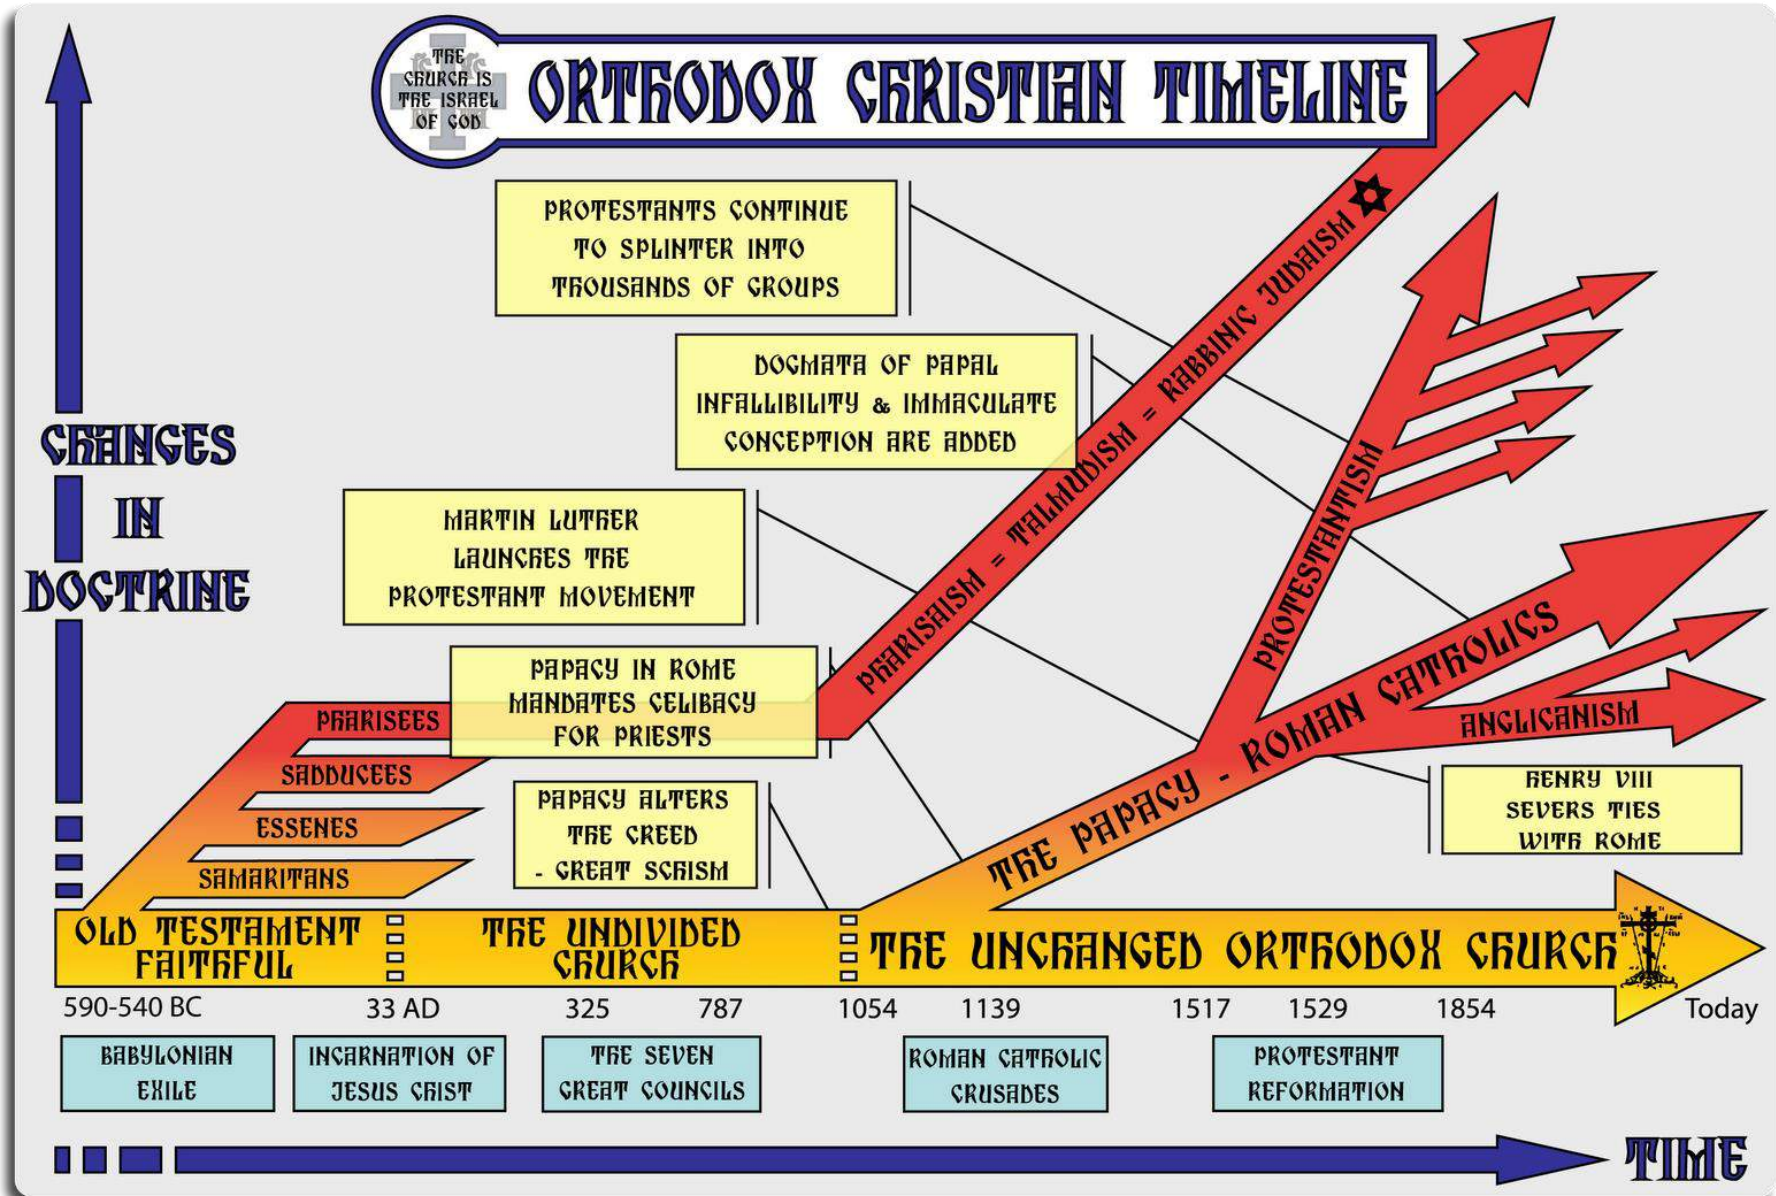 THE
CHURCH IS
THE ISRAEL
OF GOD
ORTHODOX CHRISTIAN TIMELINE
PROTESTANTS CONTINUE
TO SPLINTER INTO
THOUSANDS OF GROUPS
DOGMATA OF PAPAL
INFALLIBILITY & IMMACULATE
CONCEPTION ARE ADDED
CHANGES
IN
DOCTRINE
MARTIN LUTHER
LAUNCHES THE
PROTESTANT MOVEMENT
PAPACY IN ROME
MANDATES CELIBACY
FOR PRIESTS
PAPACY ALTERS
THE CREED
- GREAT SCHISM
HENRY VIII
SEVERS TIES
WITH ROME
PHARISAISM = TALMUDISM = RABBINIC JUDAISM
PROTESTANTISM
THE PAPACY - ROMAN CATHOLICS
ANGLICANISM
PHARISEES
SADDUCEES
ESSENES
SAMARITANS
OLD TESTAMENT
FAITHFUL
THE UNDIVIDED
CHURCH
THE UNCHANGED ORTHODOX CHURCH
590-540 BC
33 AD
325
787
1054
1139
1517
1529
1854
Today
BABYLONIAN
EXILE
INCARNATION OF
JESUS CHIST
THE SEVEN
GREAT COUNCILS
ROMAN CATHOLIC
CRUSADES
PROTESTANT
REFORMATION
TIME